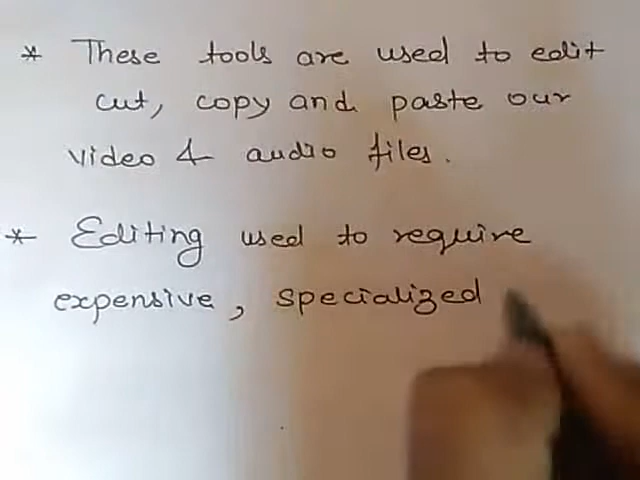 * These tools are used to edit
cut, copy and paste our
video & audio files.
* Editing used to require
expensive, specialized